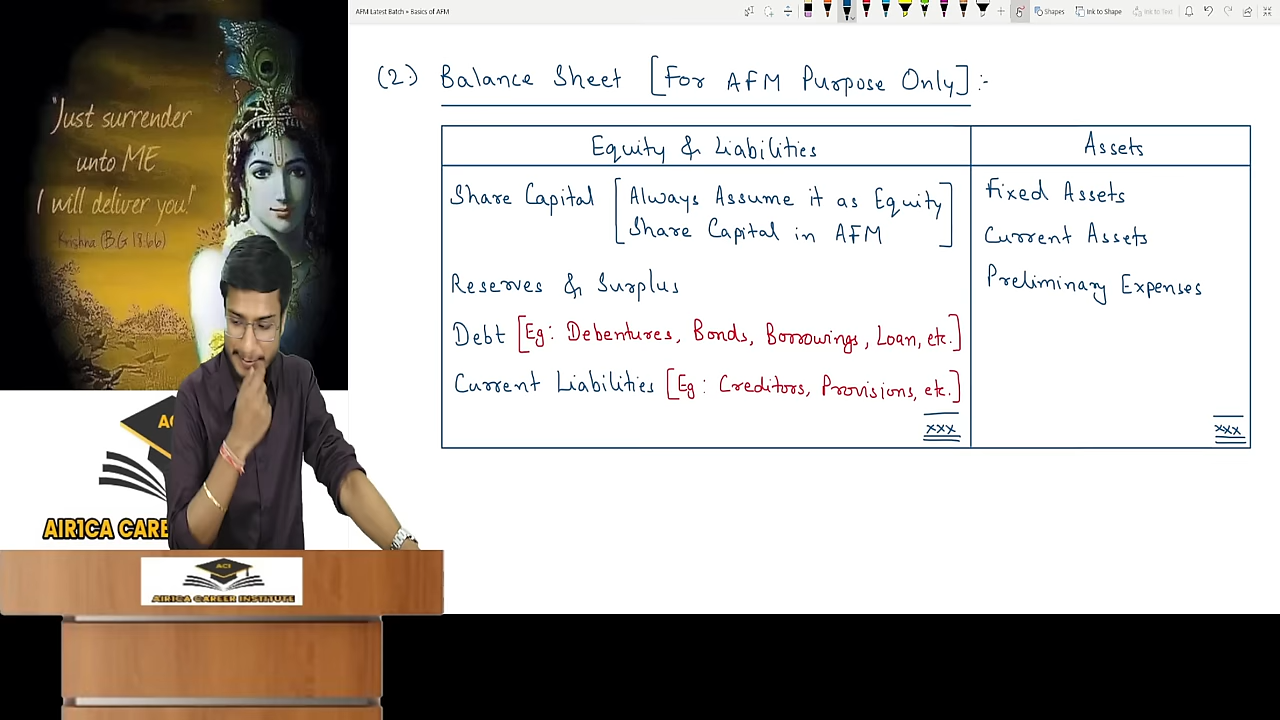 AFM Latest Batch » Basics of AFM
Shapes
Ink to Shape
Ink to Text
"Just surrender
unto ME
I will deliver you!"
Krishna (B.G 18:66)
(2.) Balance Sheet [For AFM Purpose Only] :-
Equity & Liabilities
Assets
Share Capital [Always Assume it as Equity
Share Capital in AFM]
Reserves & Surplus
Debt [Eg: Debentures, Bonds, Borrowings, Loan, etc.]
Current Liabilities [Eg: Creditors, Provisions, etc.]
xxx
Fixed Assets
Current Assets
Preliminary Expenses
xxx
AIR1CA CARE
ACI
AIR1CA CAREER INSTITUTE